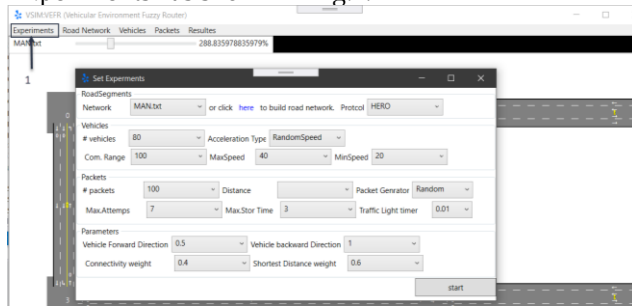 VSIM:VEFR (Vehicular Environment Fuzzy Router)
Experiments Road Network Vehicles Packets Resultes
MAN.txt 288.835978835979%
1
Set Experments
RoadSegments
Network MAN.txt or click here to build road network. Protcol HERO
Vehicles
# vehicles 80 Acceleration Type RandomSpeed
Com. Range 100 MaxSpeed 40 MinSpeed 20
Packets
# packets 100 Distance Packet Genrator Random
Max.Attemps 7 Max.Stor Time 3 Traffic Light timer 0.01
Parameters
Vehicle Forward Direction 0.5 Vehicle backward Direction 1
Connectivity weight 0.4 Shortest Distance weight 0.6
start